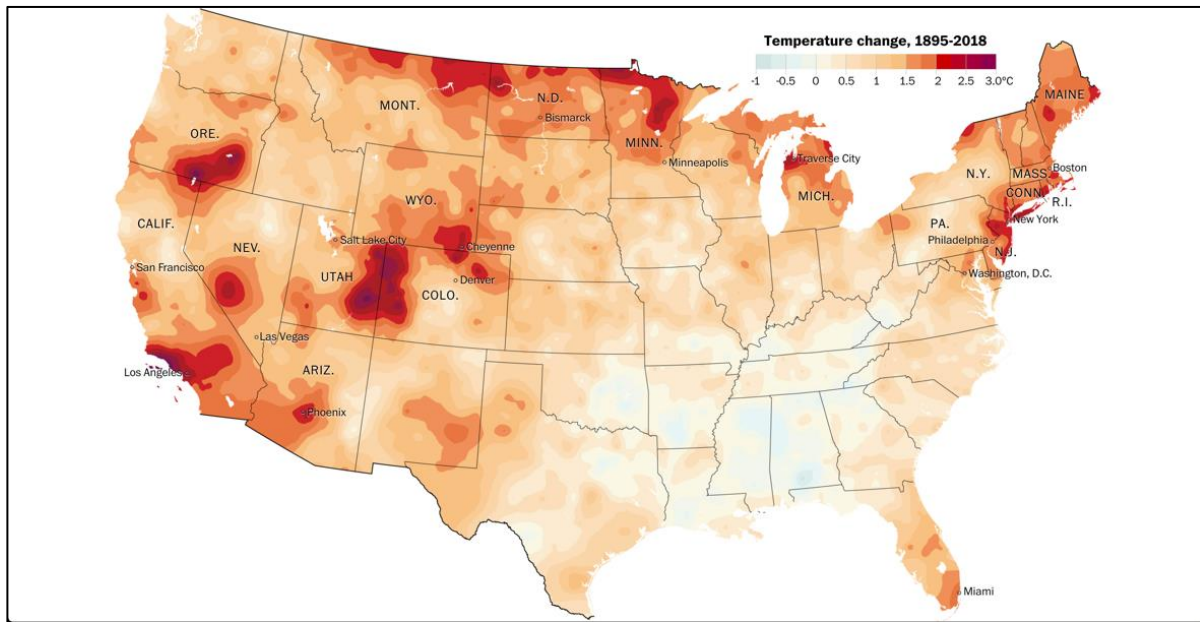 Temperature change, 1895-2018
-1 -0.5 0 0.5 1 1.5 2 2.5 3.0°C
MAINE
MONT.
N.D.
Bismarck
ORE.
MINN.
Minneapolis
Traverse City
N.Y.
MASS.
Boston
CONN.
R.I.
WYO.
MICH.
CALIF.
NEV.
Salt Lake City
Cheyenne
PA.
New York
Philadelphia
N.J.
San Francisco
UTAH
COLO.
Denver
Washington, D.C.
Las Vegas
Los Angeles
ARIZ.
Phoenix
Miami